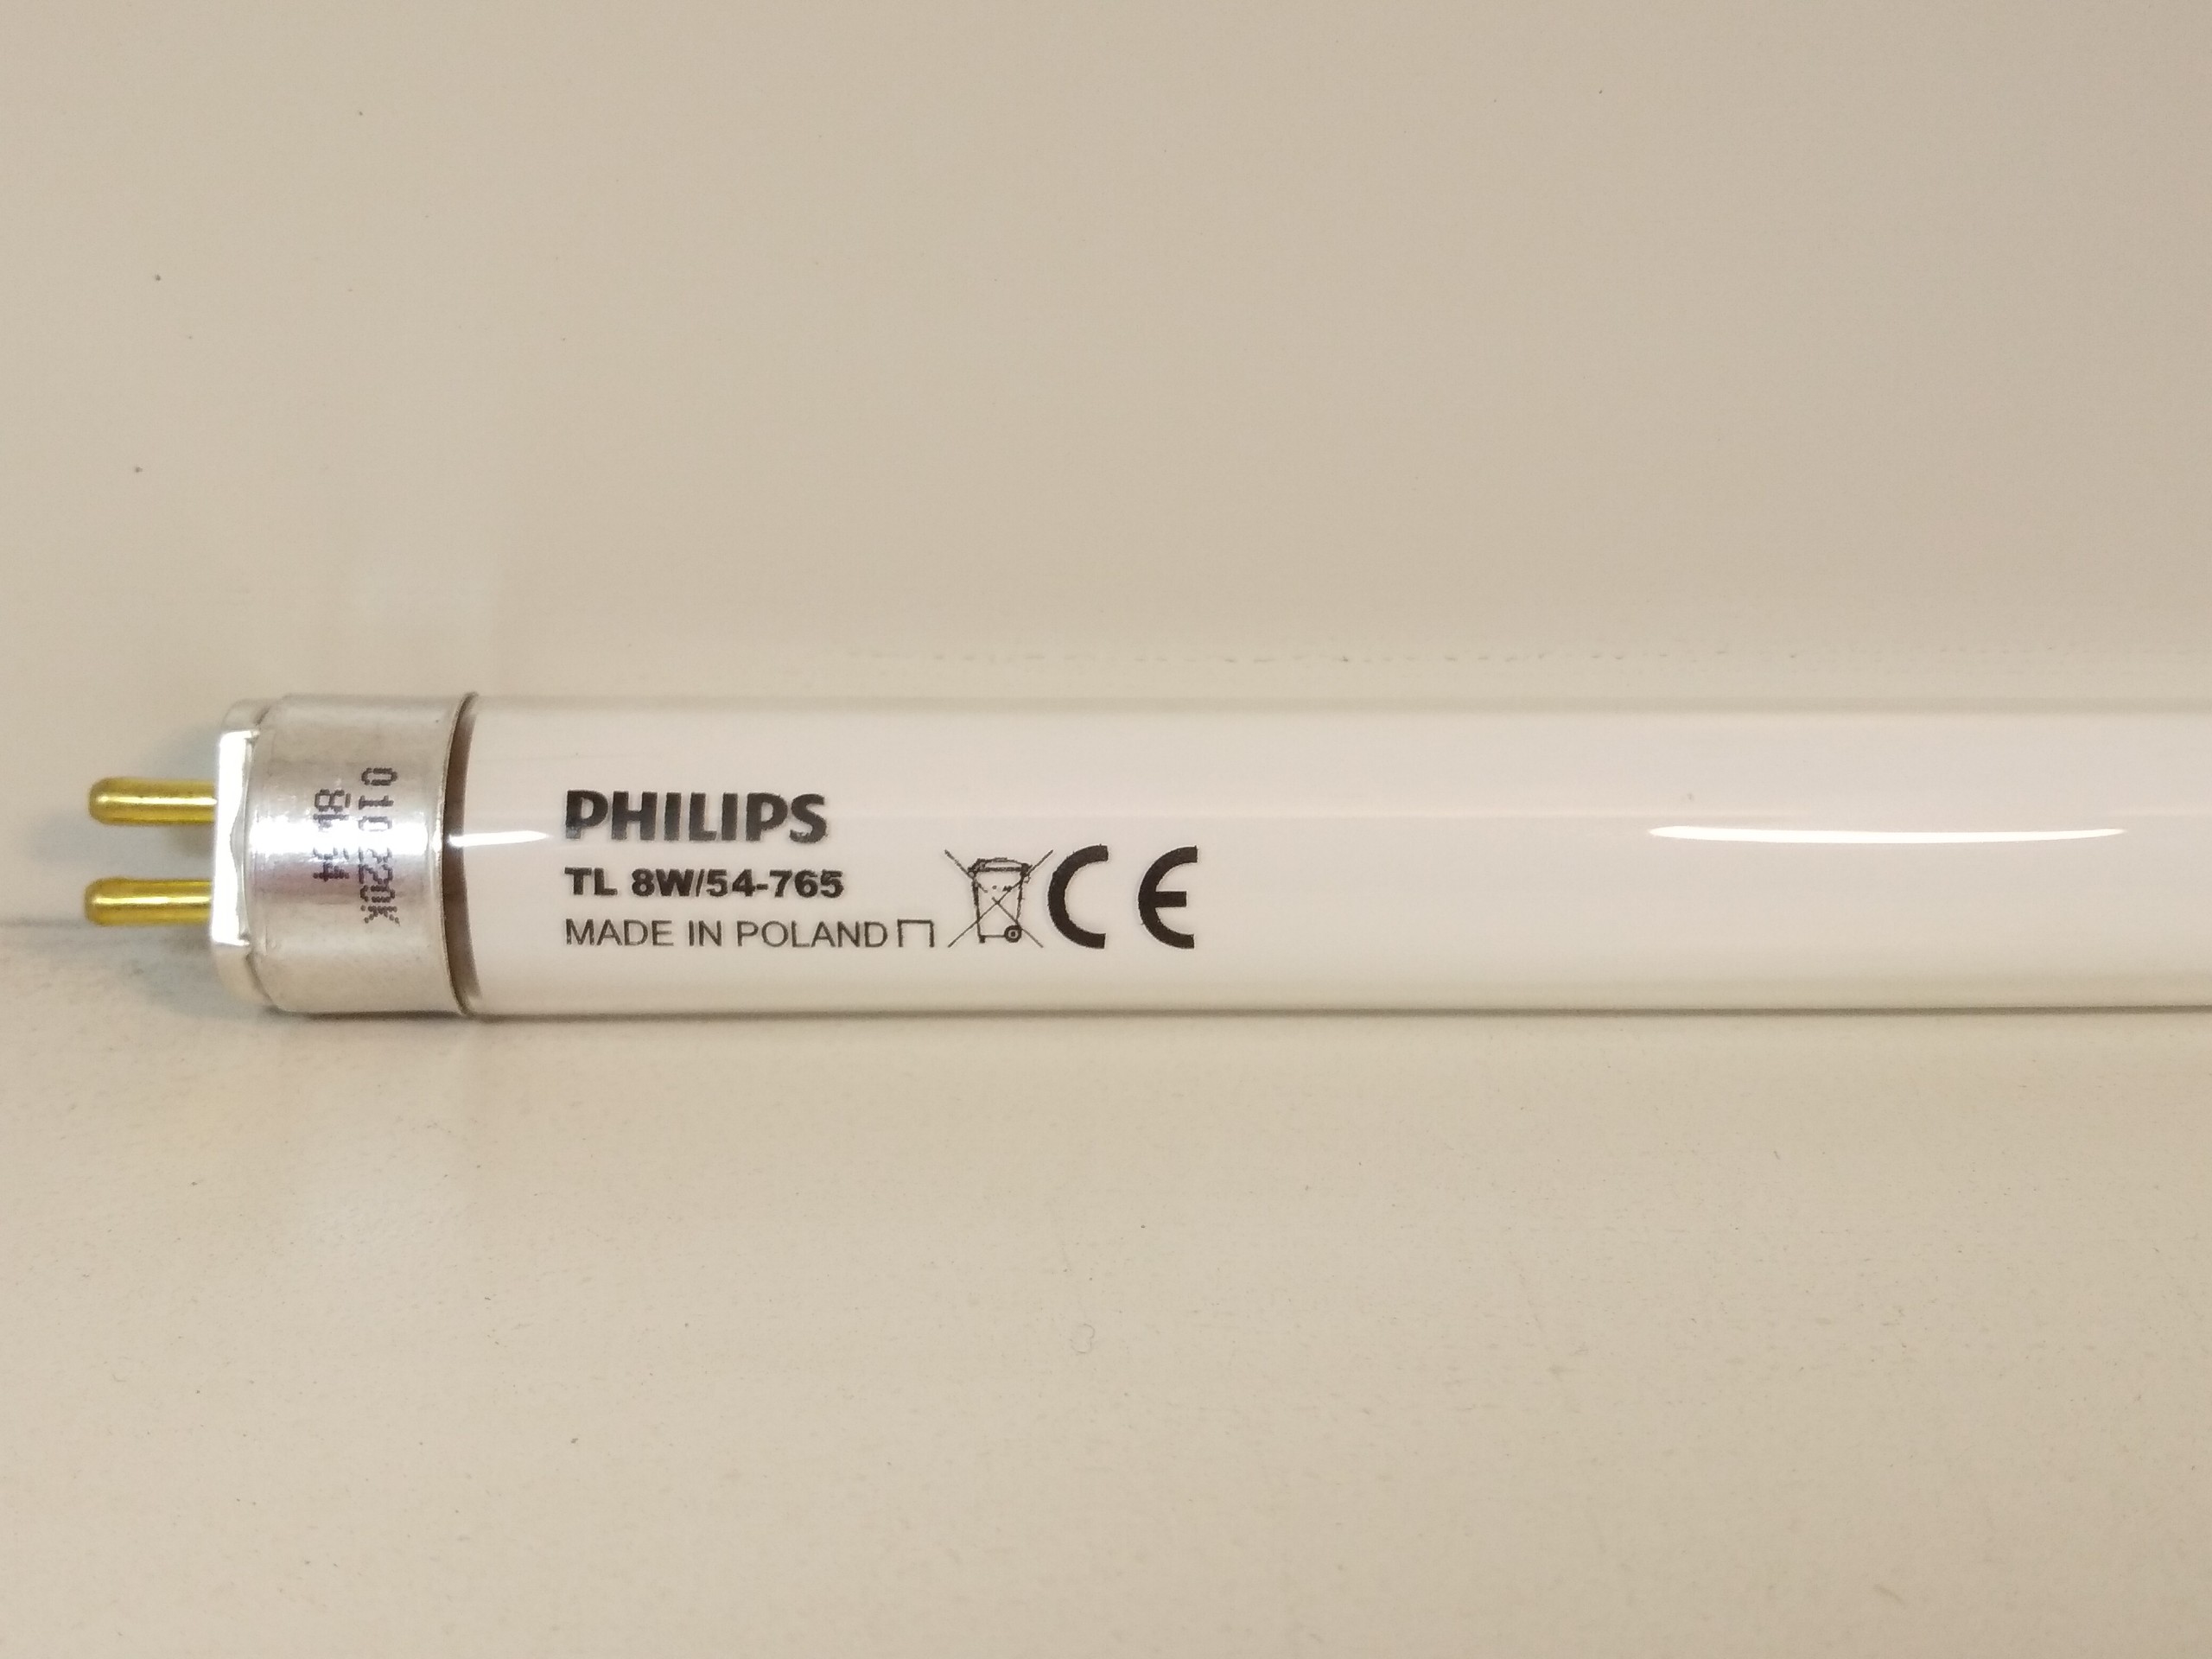 PHILIPS
TL 8W/54-765
MADE IN POLAND
CE